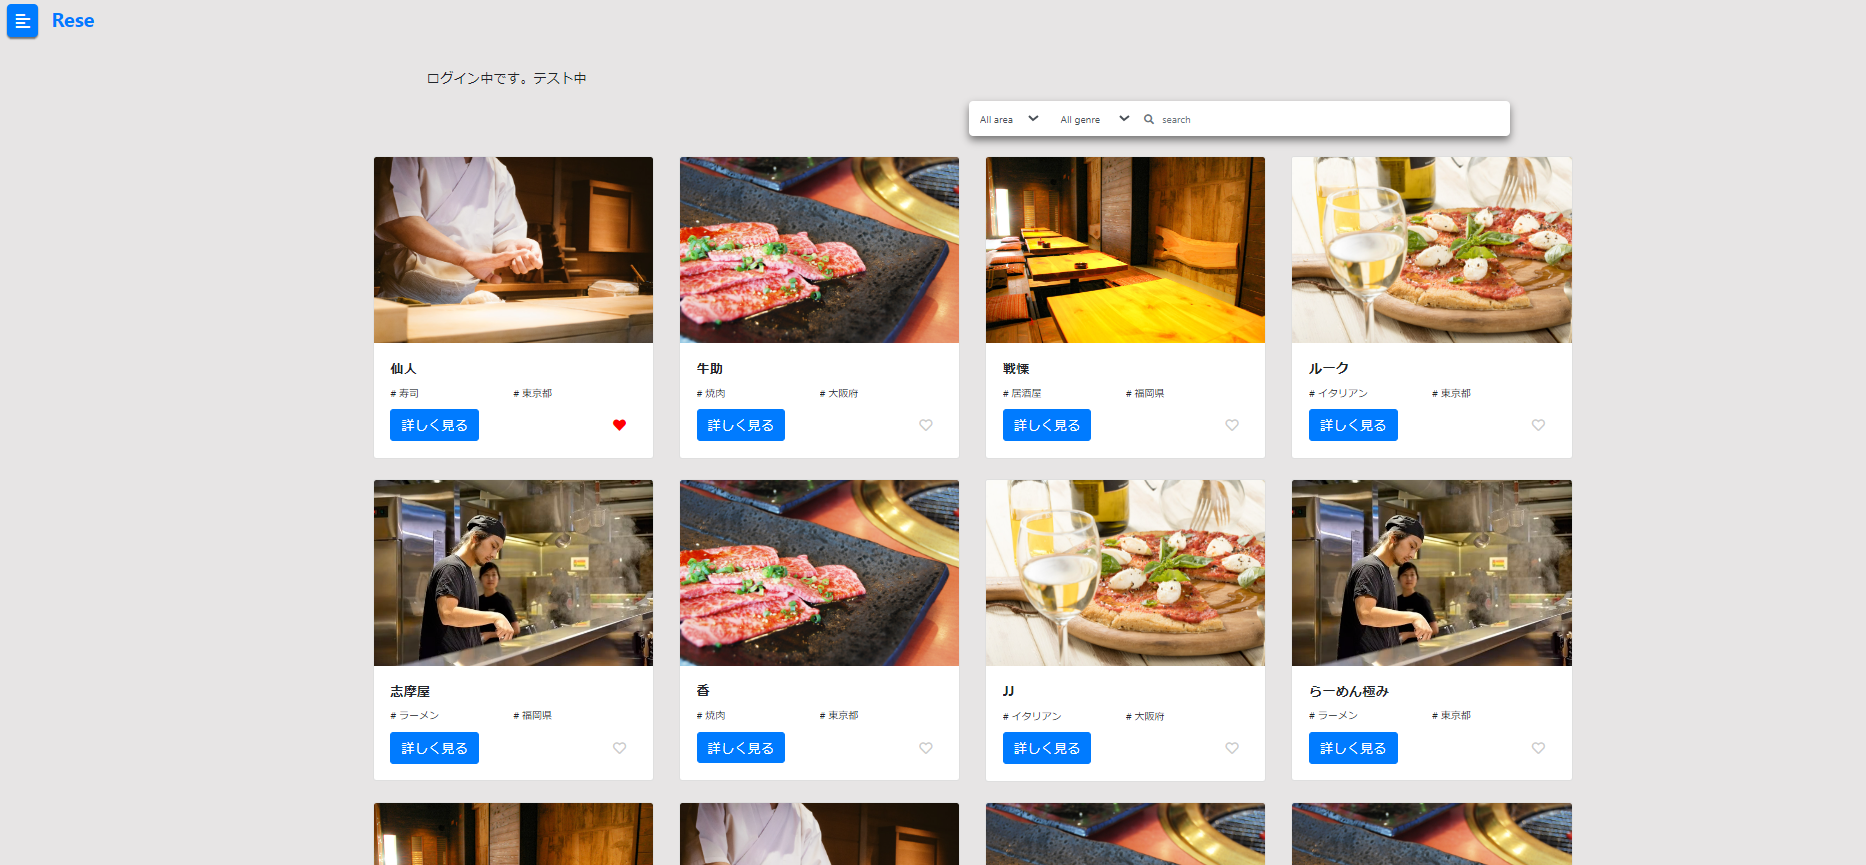 Rese
ログイン中です。テスト中
All area All genre search
仙人
# 寿司 # 東京都
詳しく見る
牛助
# 焼肉 # 大阪府
詳しく見る
戦慄
# 居酒屋 # 福岡県
詳しく見る
ルーク
# イタリアン # 東京都
詳しく見る
志摩屋
# ラーメン # 福岡県
詳しく見る
香
# 焼肉 # 東京都
詳しく見る
JJ
# イタリアン # 大阪府
詳しく見る
らーめん極み
# ラーメン # 東京都
詳しく見る